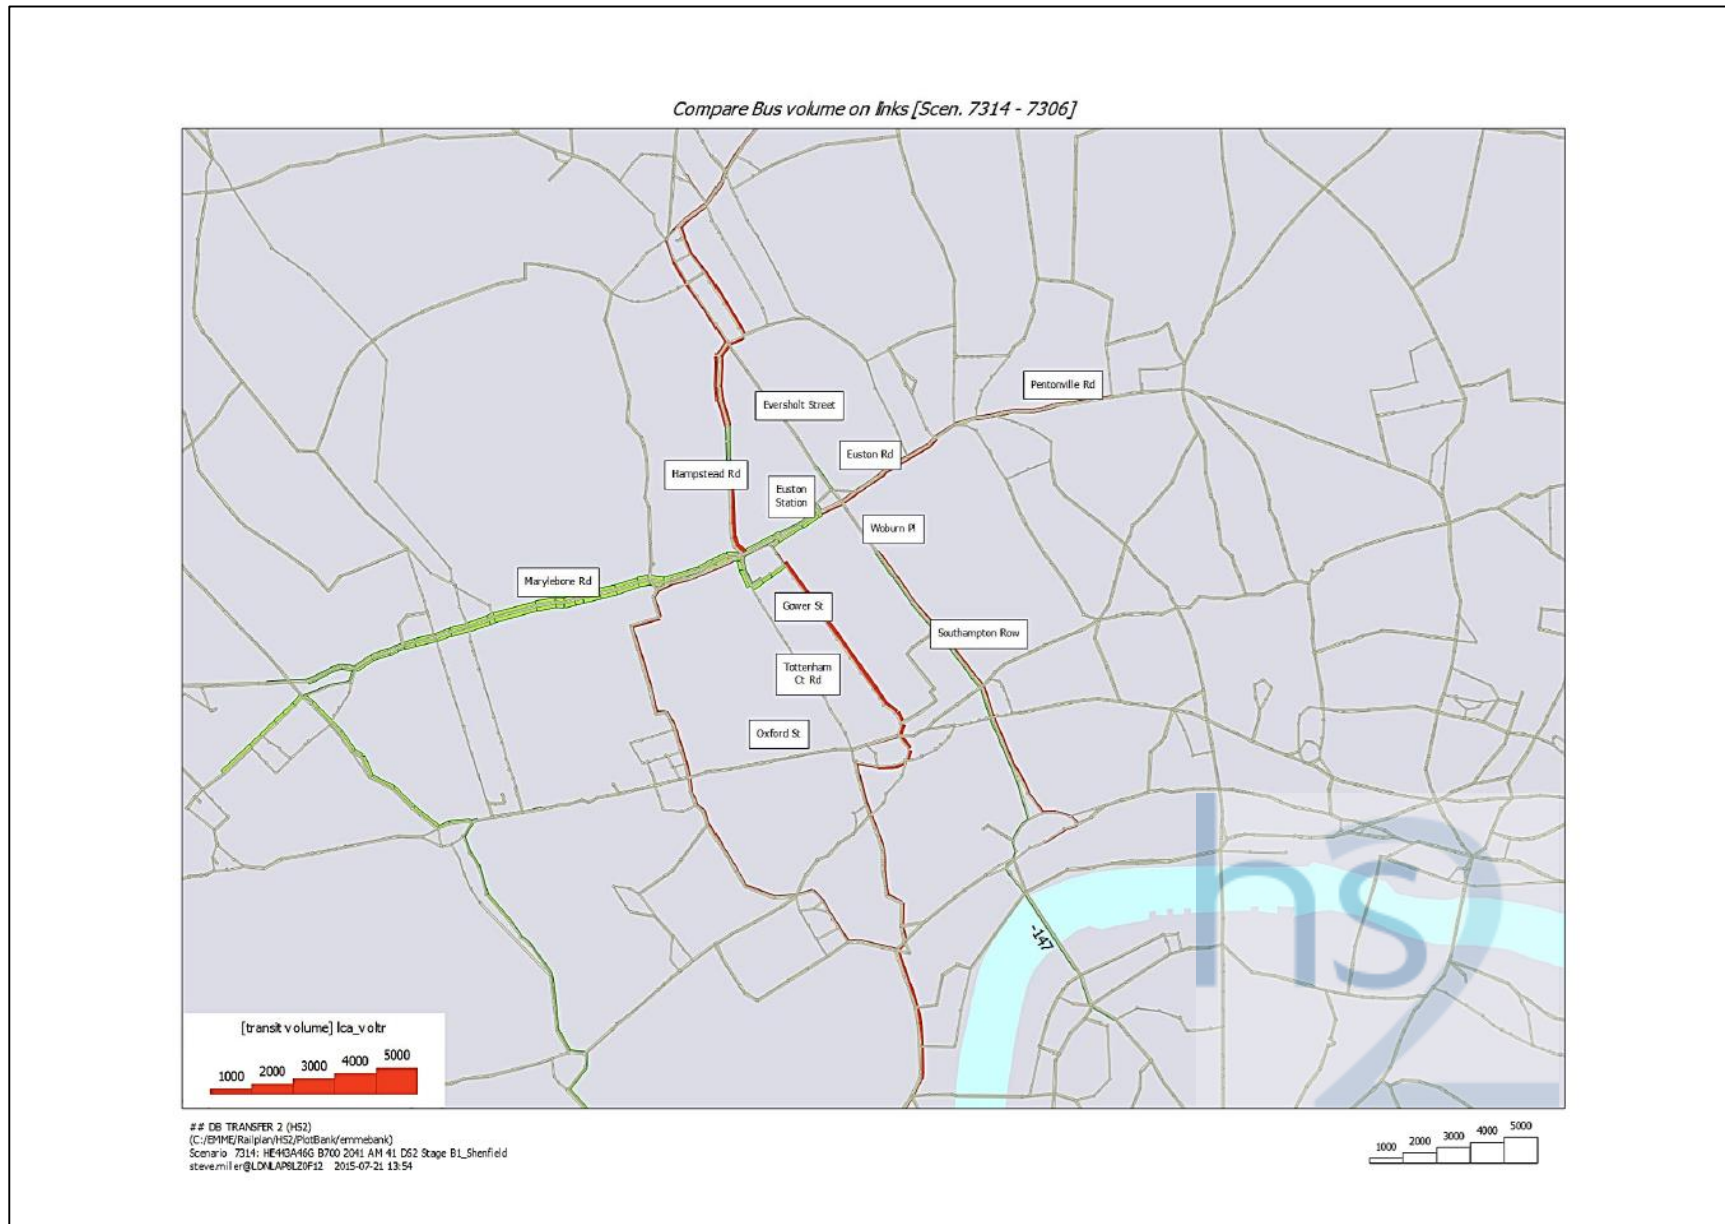 Compare Bus volume on links [Scen. 7314 - 7306]
Pentonville Rd
Eversholt Street
Euston Rd
Hampstead Rd
Euston
Station
Woburn Pl
Marylebone Rd
Gower St
Southampton Row
Tottenham
Ct Rd
Oxford St
hs2
-147
[transit volume] lca_voltr
1000 2000 3000 4000 5000
## DB TRANSFER 2 (HS2)
(C:/EMME/Railplan/HS2/PlotBank/emmebank)
Scenario 7314: HE443A46G B700 2041 AM 41 DS2 Stage B1_Shenfield
steve.miller@LDNLAP8LZ0F12 2015-07-21 13:54
1000 2000 3000 4000 5000